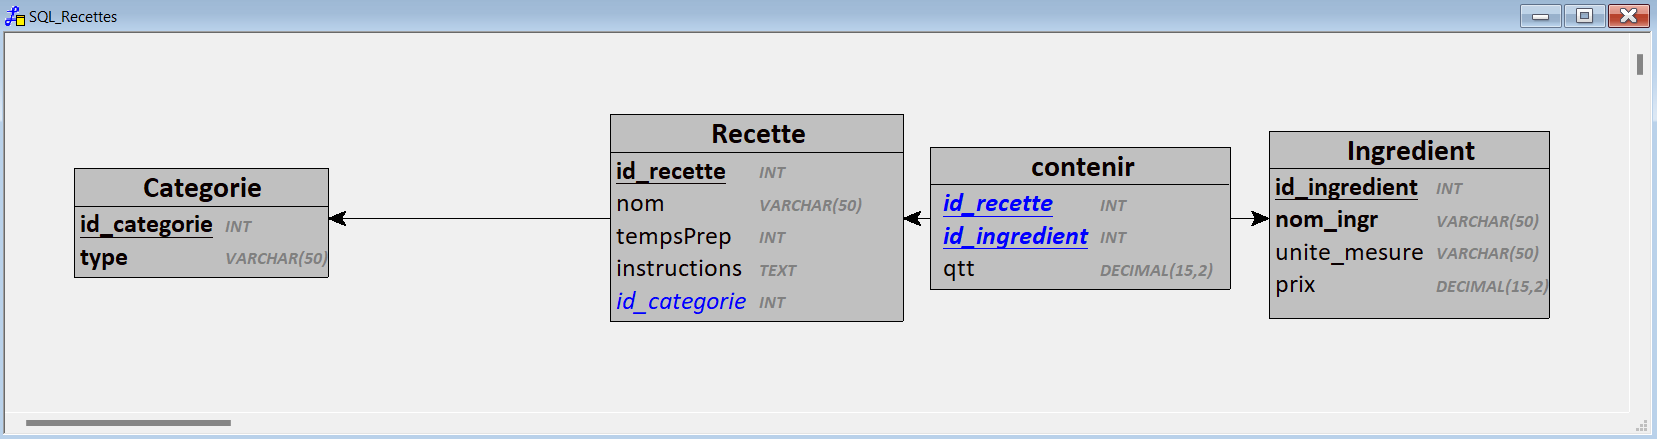 SQL_Recettes
Categorie
id_categorie INT
type VARCHAR(50)
Recette
id_recette INT
nom VARCHAR(50)
tempsPrep INT
instructions TEXT
id_categorie INT
contenir
id_recette INT
id_ingredient INT
qtt DECIMAL(15,2)
Ingredient
id_ingredient INT
nom_ingr VARCHAR(50)
unite_mesure VARCHAR(50)
prix DECIMAL(15,2)